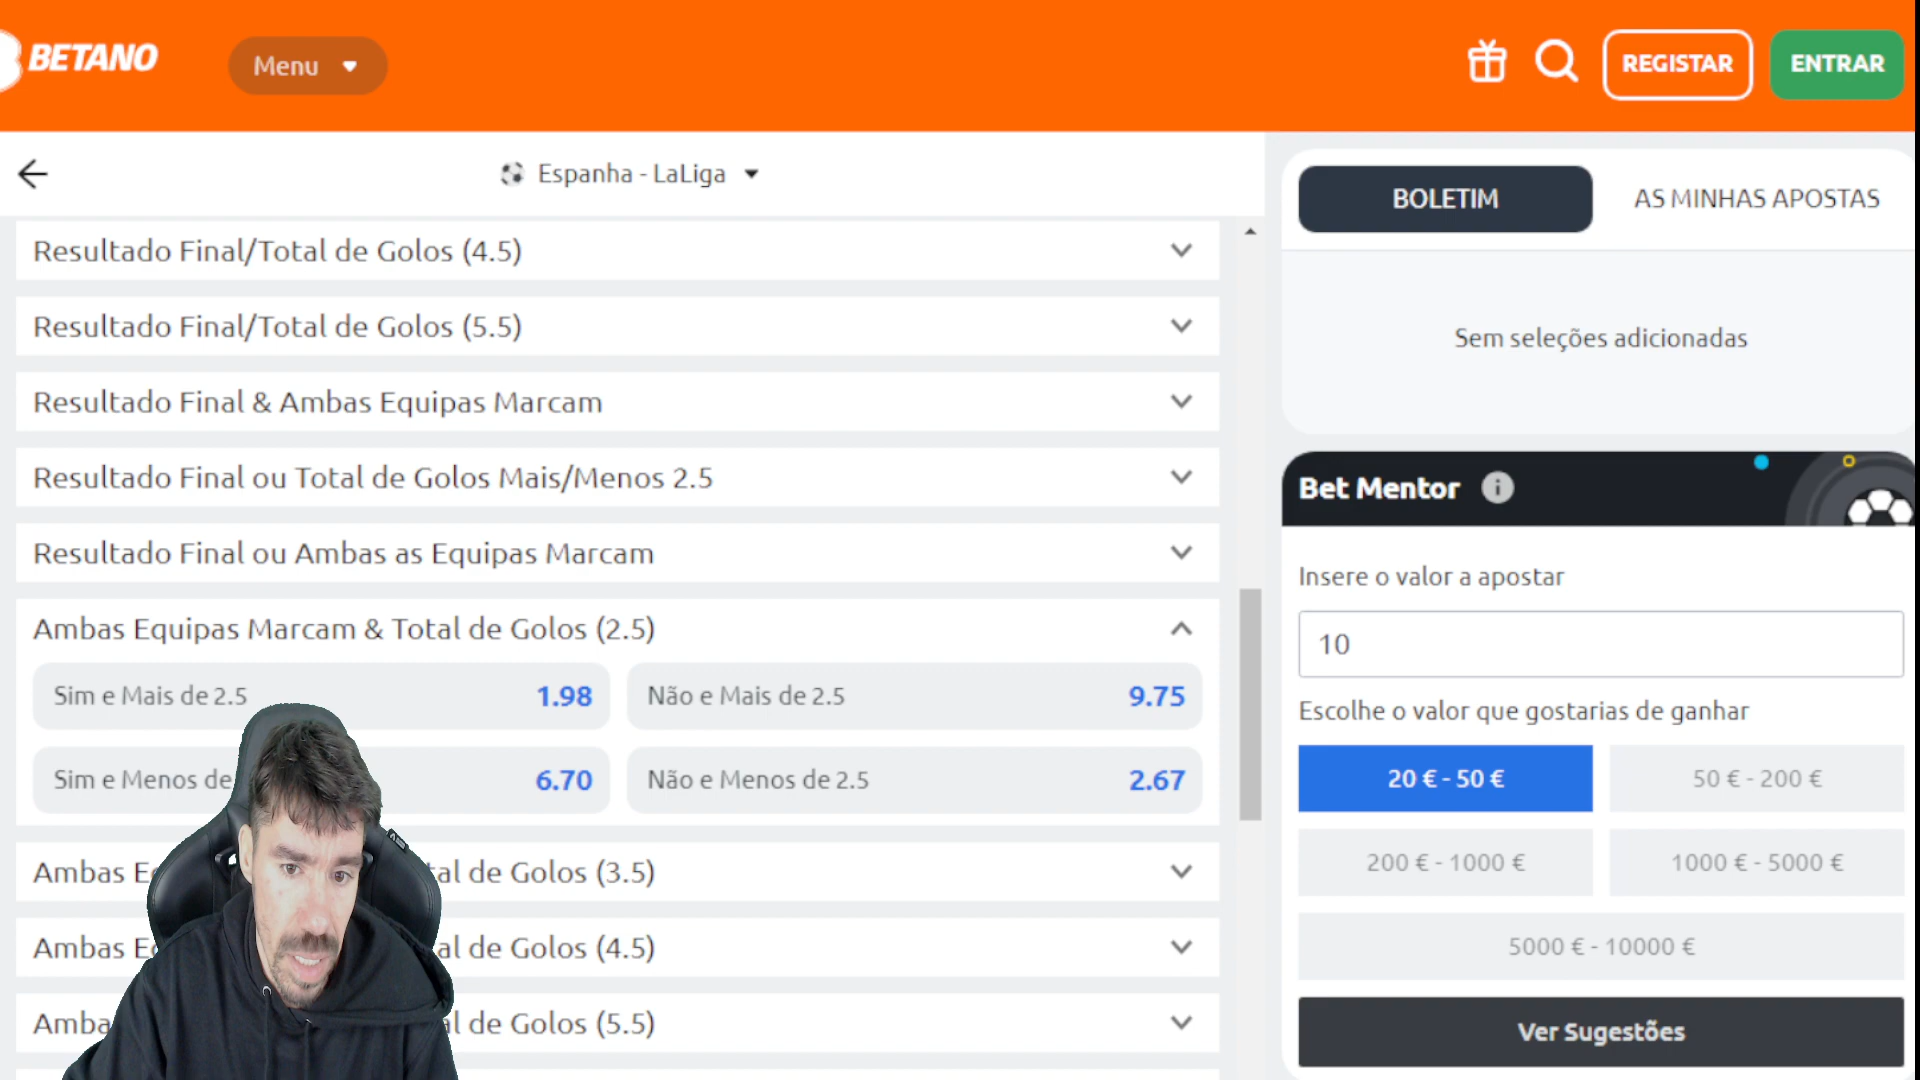 BETANO
Menu
REGISTAR
ENTRAR
Espanha - LaLiga
BOLETIM
AS MINHAS APOSTAS
Sem seleções adicionadas
Resultado Final/Total de Golos (4.5)
Resultado Final/Total de Golos (5.5)
Resultado Final & Ambas Equipas Marcam
Resultado Final ou Total de Golos Mais/Menos 2.5
Resultado Final ou Ambas as Equipas Marcam
Ambas Equipas Marcam & Total de Golos (2.5)
Sim e Mais de 2.5 1.98
Não e Mais de 2.5 9.75
Sim e Menos de 6.70
Não e Menos de 2.5 2.67
Ambas de Golos (3.5)
Ambas de Golos (4.5)
de Golos (5.5)
Bet Mentor
Insere o valor a apostar
10
Escolhe o valor que gostarias de ganhar
20 € - 50 €
50 € - 200 €
200 € - 1000 €
1000 € - 5000 €
5000 € - 10000 €
Ver Sugestões